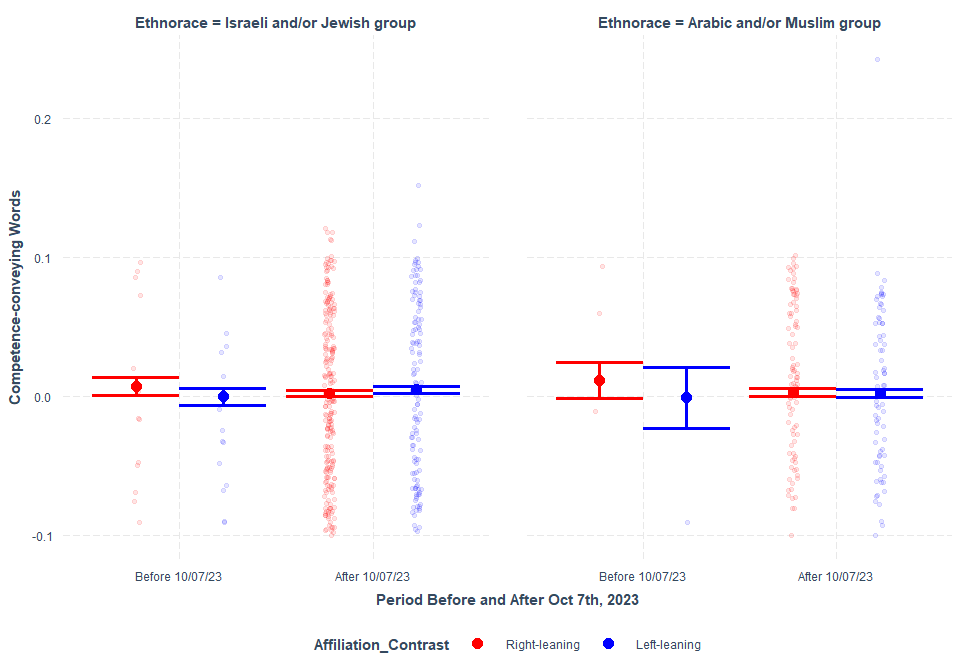 Ethnorace = Israeli and/or Jewish group
Ethnorace = Arabic and/or Muslim group
Competence-conveying Words
0.2
0.1
0.0
-0.1
Before 10/07/23
After 10/07/23
Before 10/07/23
After 10/07/23
Period Before and After Oct 7th, 2023
Affiliation_Contrast
Right-leaning
Left-leaning